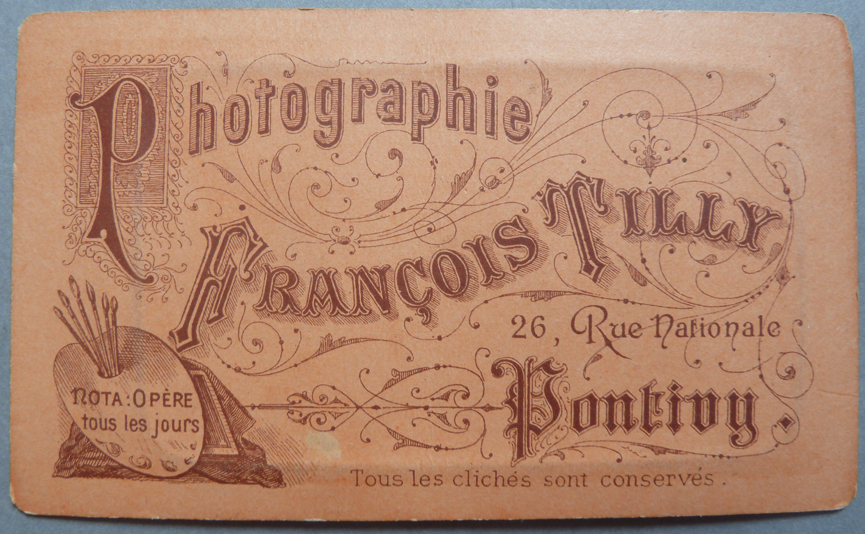 Photographie
François Tilly
26, Rue Nationale
Pontivy.
Nota: Opère
tous les jours
Tous les clichés sont conservés.